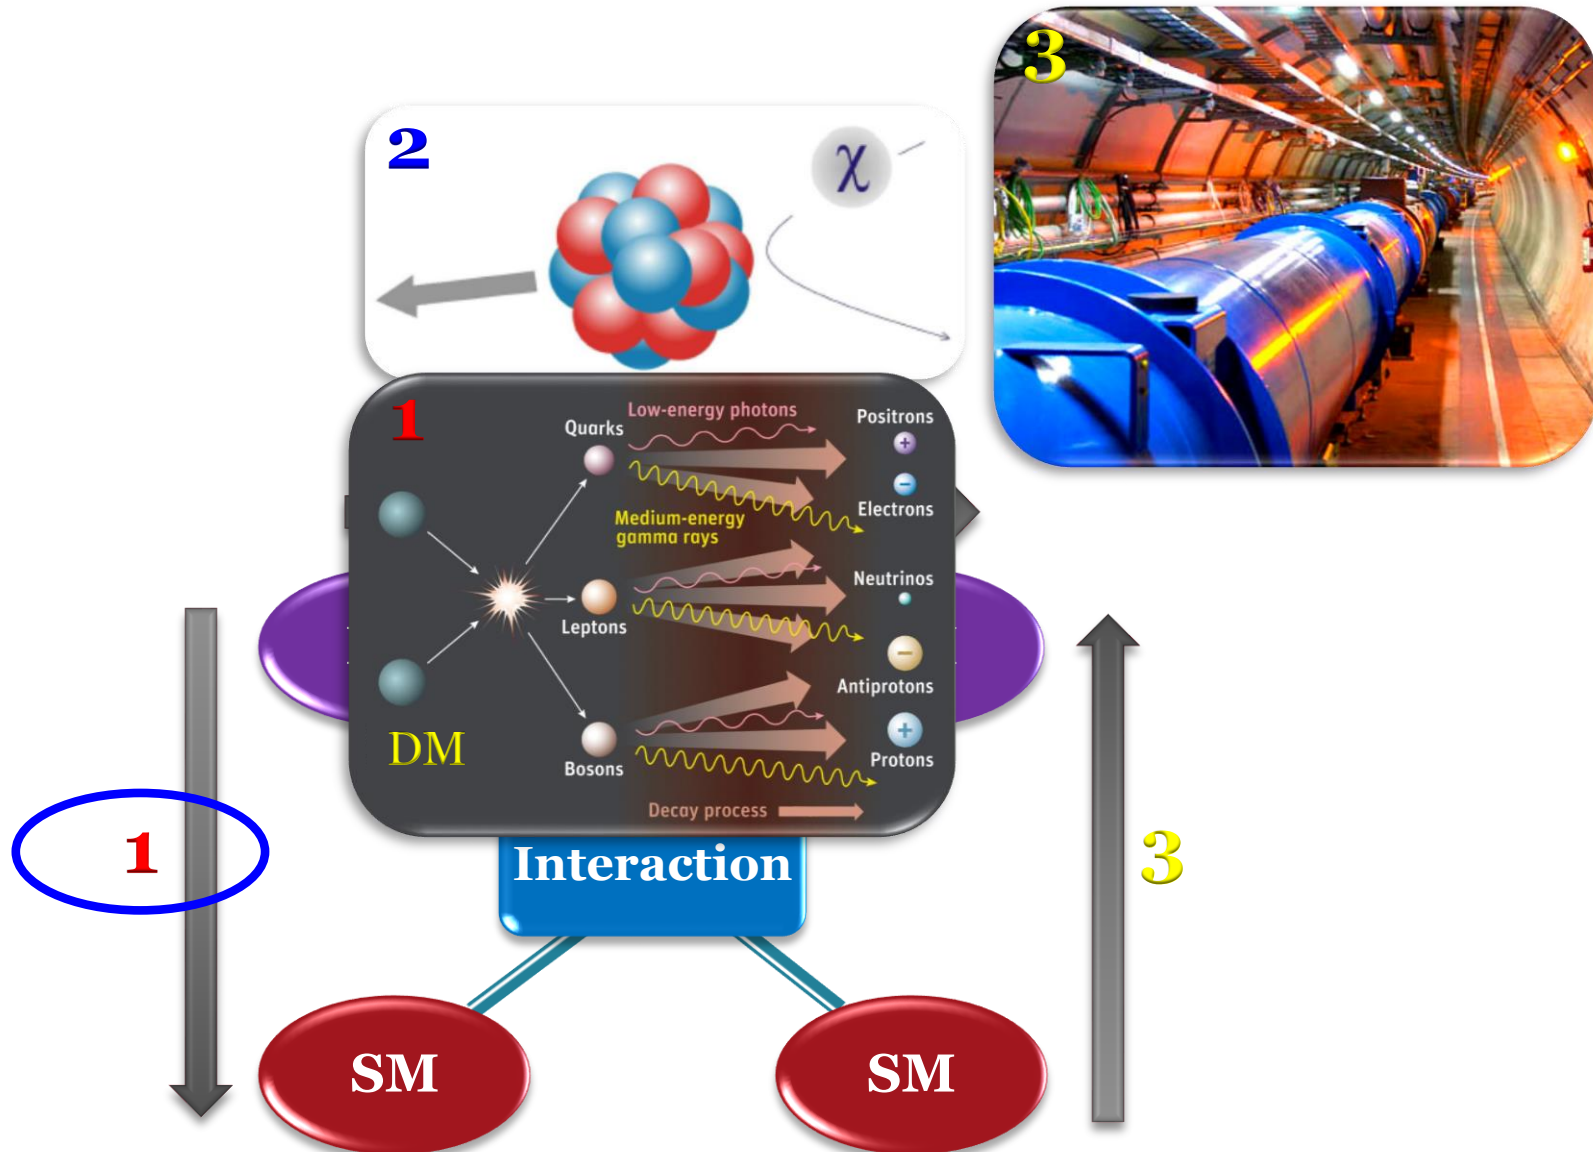 3
2
χ
1
Low-energy photons
Quarks
Positrons
+
−
Electrons
Medium-energy
gamma rays
Neutrinos
Leptons
−
Antiprotons
DM
+
Protons
Bosons
Decay process
1
Interaction
3
SM
SM